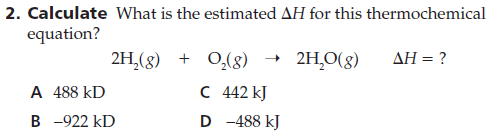 2. Calculate What is the estimated ΔH for this thermochemical
equation?
2H₂(g) + O₂(g) → 2H₂O(g) ΔH = ?
A 488 kD C 442 kJ
B –922 kD D –488 kJ